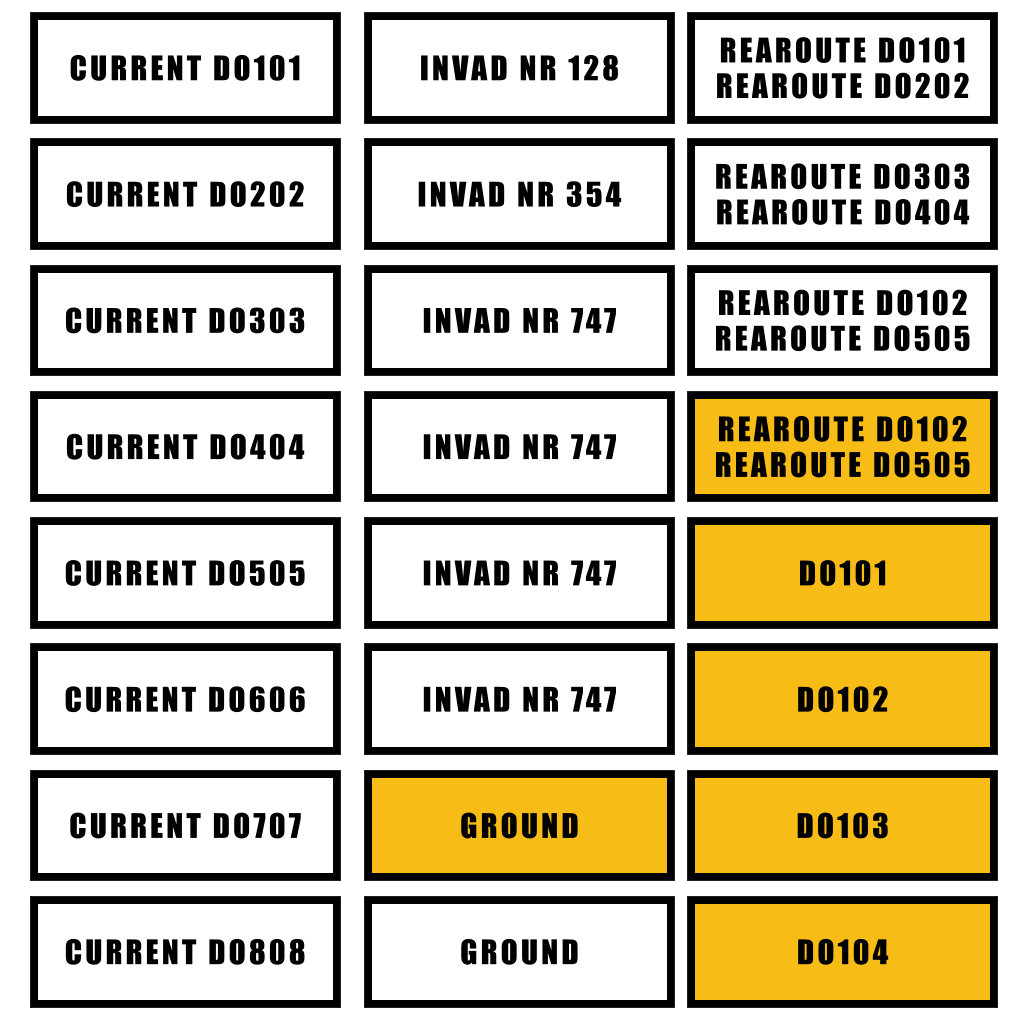 CURRENT D0101
INVAD NR 128
REAROUTE D0101
REAROUTE D0202
CURRENT D0202
INVAD NR 354
REAROUTE D0303
REAROUTE D0404
CURRENT D0303
INVAD NR 747
REAROUTE D0102
REAROUTE D0505
CURRENT D0404
INVAD NR 747
REAROUTE D0102
REAROUTE D0505
CURRENT D0505
INVAD NR 747
D0101
CURRENT D0606
INVAD NR 747
D0102
CURRENT D0707
GROUND
D0103
CURRENT D0808
GROUND
D0104